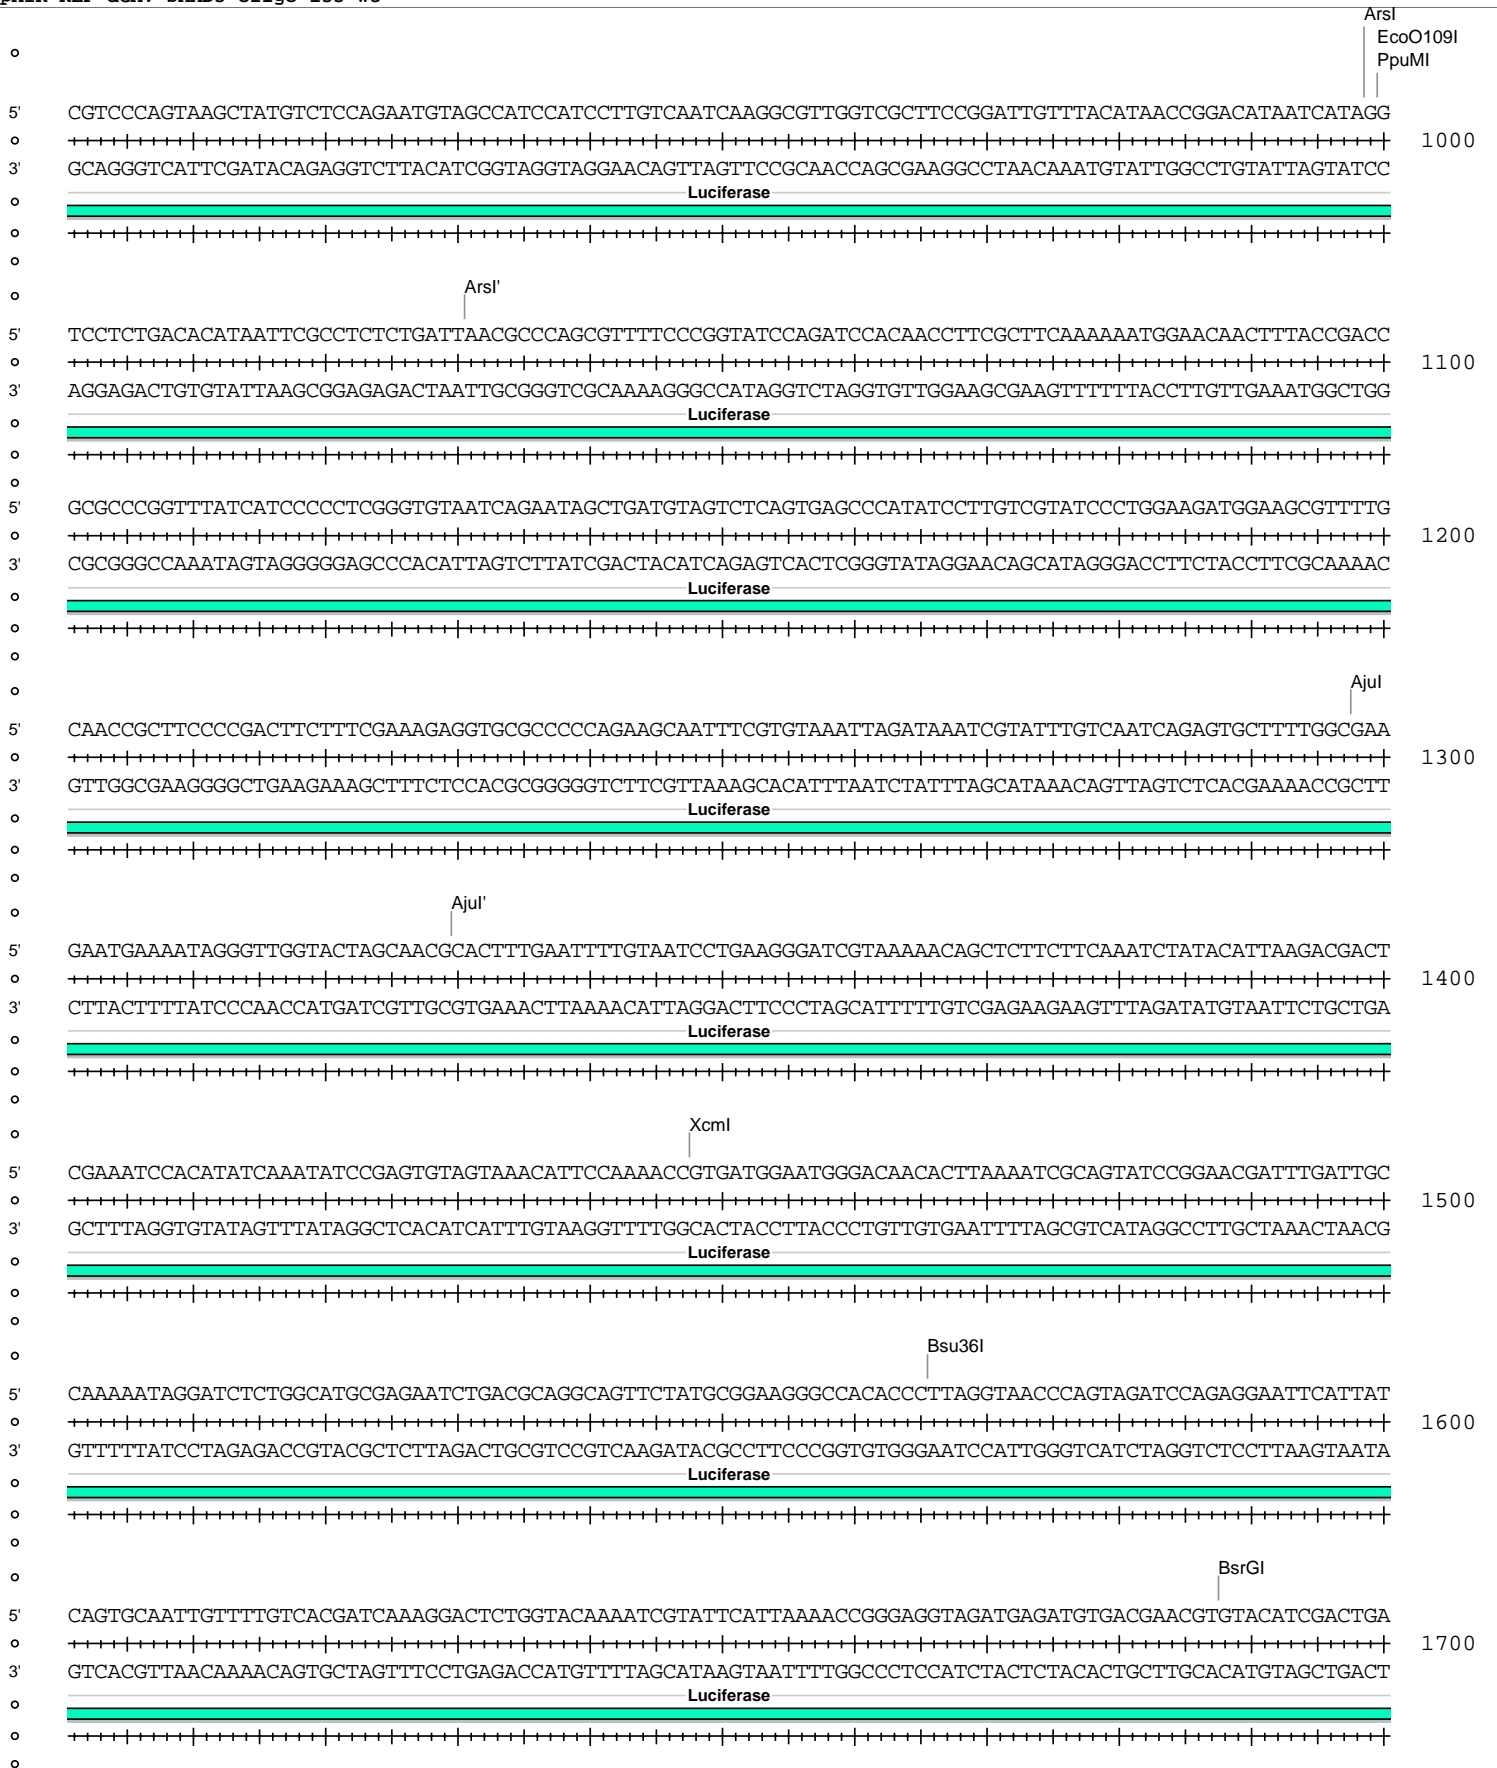 ArsI
EcoO109I
PpuMI
5' CGTCCCAGTAAGCTATGTCTCCAGAATGTAGCCATCCATCCTTGTCAATCAAGGCGTTGGTCGCTTCCGGATTGTTTACATAACCGGACATAATCATAGG
1000
3' GCAGGGTCATTCGATACAGAGGTCTTACATCGGTAGGTAGGAACAGTTAGTTCCGCAACCAGCGAAGGCCTAACAAATGTATTGGCCTGTATTAGTATCC
Luciferase
ArsI'
5' TCCTCTGACACATAATTCGCCTCTCTGATTAACGCCCAGCGTTTTCCCGGTATCCAGATCCACAACCTTCGCTTCAAAAAATGGAACAACTTTACCGACC
1100
3' AGGAGACTGTGTATTAAGCGGAGAGACTAATTGCGGGTCGCAAAAGGGCCATAGGTCTAGGTGTTGGAAGCGAAGTTTTTTACCTTGTTGAAATGGCTGG
Luciferase
5' GCGCCCGGTTTATCATCCCCCTCGGGTGTAATCAGAATAGCTGATGTAGTCTCAGTGAGCCCATATCCTTGTCGTATCCCTGGAAGATGGAAGCGTTTTG
1200
3' CGCGGGCCAAATAGTAGGGGGAGCCCACATTAGTCTTATCGACTACATCAGAGTCACTCGGGTATAGGAACAGCATAGGGACCTTCTACCTTCGCAAAAC
Luciferase
AjuI
5' CAACCGCTTCCCCGACTTCTTTCGAAAGAGGTGCGCCCCCAGAAGCAATTTCGTGTAAATTAGATAAATCGTATTTGTCAATCAGAGTGCTTTTGGCGAA
1300
3' GTTGGCGAAGGGGCTGAAGAAAGCTTTCTCCACGCGGGGGTCTTCGTTAAAGCACATTTAATCTATTTAGCATAAACAGTTAGTCTCACGAAAACCGCTT
Luciferase
AjuI'
5' GAATGAAAATAGGGTTGGTACTAGCAACGCACTTTGAATTTTGTAATCCTGAAGGGATCGTAAAAACAGCTCTTCTTCAAATCTATACATTAAGACGACT
1400
3' CTTACTTTTATCCCAACCATGATCGTTGCGTGAAACTTAAAACATTAGGACTTCCCTAGCATTTTTGTCGAGAAGAAGTTTAGATATGTAATTCTGCTGA
Luciferase
XcmI
5' CGAAATCCACATATCAAATATCCGAGTGTAGTAAACATTCCAAAACCGTGATGGAATGGGACAACACTTAAAATCGCAGTATCCGGAACGATTTGATTGC
1500
3' GCTTTAGGTGTATAGTTTATAGGCTCACATCATTTGTAAGGTTTTGGCACTACCTTACCCTGTTGTGAATTTTAGCGTCATAGGCCTTGCTAAACTAACG
Luciferase
Bsu36I
5' CAAAAATAGGATCTCTGGCATGCGAGAATCTGACGCAGGCAGTTCTATGCGGAAGGGCCACACCCTTAGGTAACCCAGTAGATCCAGAGGAATTCATTAT
1600
3' GTTTTTATCCTAGAGACCGTACGCTCTTAGACTGCGTCCGTCAAGATACGCCTTCCCGGTGTGGGAATCCATTGGGTCATCTAGGTCTCCTTAAGTAATA
Luciferase
BsrGI
5' CAGTGCAATTGTTTTGTCACGATCAAAGGACTCTGGTACAAAATCGTATTCATTAAAACCGGGAGGTAGATGAGATGTGACGAACGTGTACATCGACTGA
1700
3' GTCACGTTAACAAAACAGTGCTAGTTTCCTGAGACCATGTTTTAGCATAAGTAATTTTGGCCCTCCATCTACTCTACACTGCTTGCACATGTAGCTGACT
Luciferase